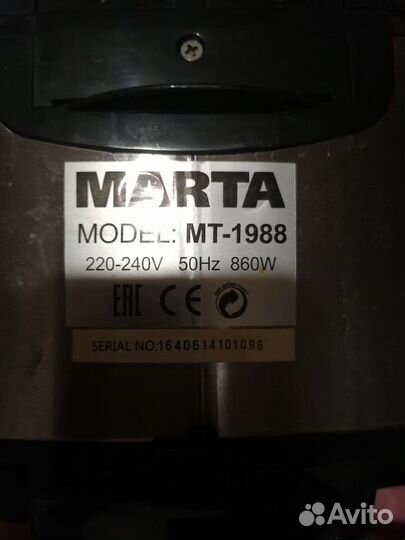 MARTA
MODEL: MT-1988
220-240V 50Hz 860W
EAC CE
SERIAL NO:1640614101096
Avito